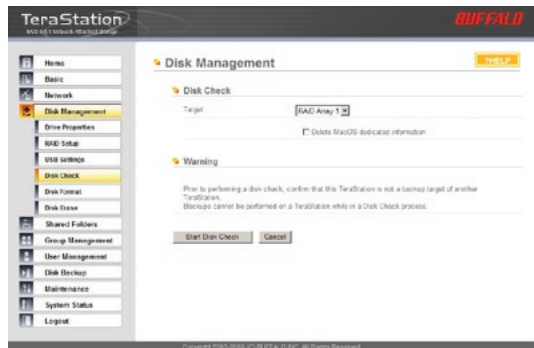 TeraStation
BUFFALO
Home
Basic
Network
Disk Management
Drive Properties
RAID Setup
USB Settings
Disk Check
Disk Format
Disk Erase
Shared Folders
Group Management
User Management
Disk Backup
Maintenance
System Status
Logout
Disk Management
?HELP
Disk Check
Target
RAID Array 1
Delete MacOS dedicated information
Warning
Prior to performing a disk check, confirm that this TeraStation is not a backup target of another
TeraStation.
Backups cannot be performed on a TeraStation while in a Disk Check process.
Start Disk Check
Cancel